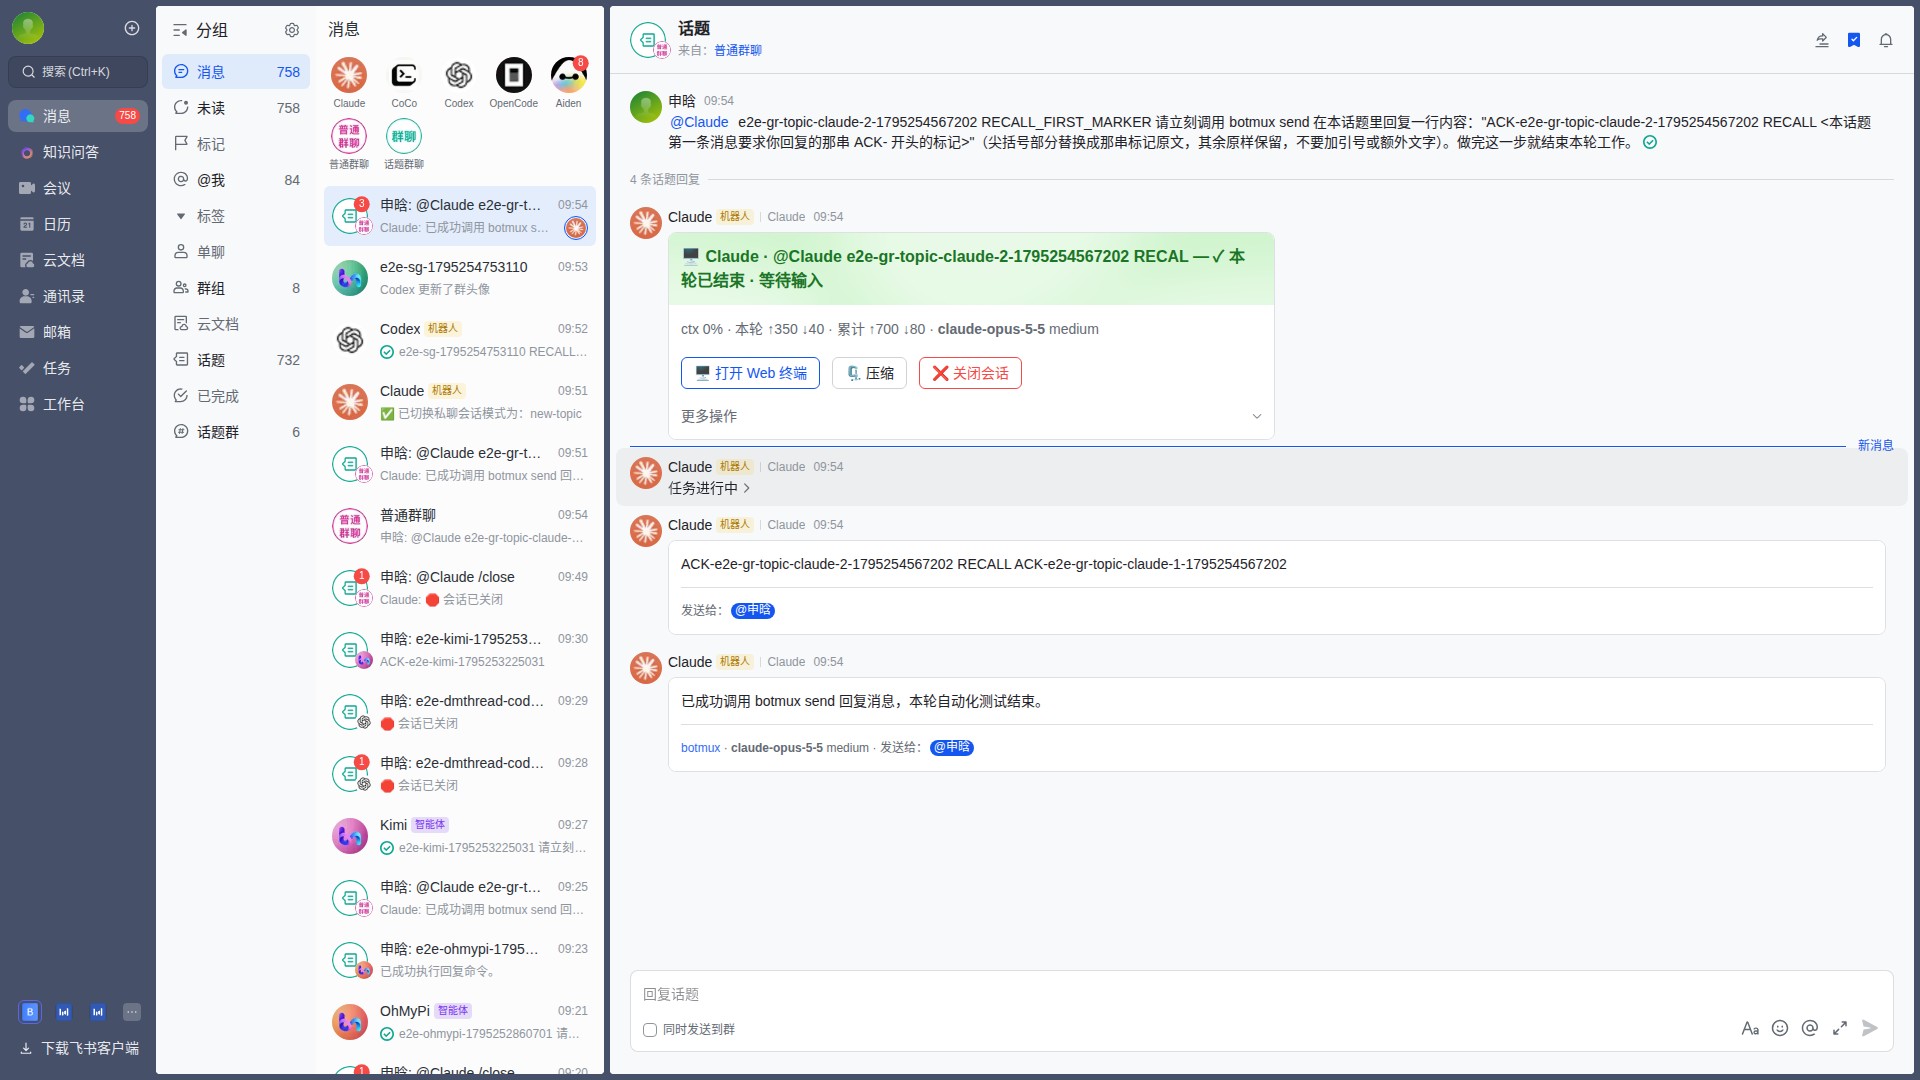 搜索 (Ctrl+K)
消息 758
知识问答
会议
日历
云文档
通讯录
邮箱
任务
工作台
下载飞书客户端
分组
消息 758
未读 758
标记
@我 84
标签
单聊
群组 8
云文档
话题 732
已完成
话题群 6
消息
Claude
CoCo
Codex
OpenCode
8
Aiden
普通群聊
普通群聊
群聊
话题群聊
3
申晗: @Claude e2e-gr-t… 09:54
Claude: 已成功调用 botmux s…
e2e-sg-1795254753110 09:53
Codex 更新了群头像
Codex 机器人 09:52
e2e-sg-1795254753110 RECALL…
Claude 机器人 09:51
✅ 已切换私聊会话模式为：new-topic
申晗: @Claude e2e-gr-t… 09:51
Claude: 已成功调用 botmux send 回…
普通群聊
普通群聊 09:54
申晗: @Claude e2e-gr-topic-claude-…
1
申晗: @Claude /close 09:49
Claude: 🛑 会话已关闭
申晗: e2e-kimi-1795253… 09:30
ACK-e2e-kimi-1795253225031
申晗: e2e-dmthread-cod… 09:29
🛑 会话已关闭
1
申晗: e2e-dmthread-cod… 09:28
🛑 会话已关闭
Kimi 智能体 09:27
e2e-kimi-1795253225031 请立刻…
申晗: @Claude e2e-gr-t… 09:25
Claude: 已成功调用 botmux send 回…
申晗: e2e-ohmypi-1795… 09:23
已成功执行回复命令。
OhMyPi 智能体 09:21
e2e-ohmypi-1795252860701 请…
1
申晗: @Claude /close 09:20
话题
来自：普通群聊
申晗 09:54
@Claude e2e-gr-topic-claude-2-1795254567202 RECALL_FIRST_MARKER 请立刻调用 botmux send 在本话题里回复一行内容："ACK-e2e-gr-topic-claude-2-1795254567202 RECALL <本话题
第一条消息要求你回复的那串 ACK- 开头的标记>"（尖括号部分替换成那串标记原文，其余原样保留，不要加引号或额外文字）。做完这一步就结束本轮工作。
4 条话题回复
Claude 机器人 Claude 09:54
🖥️ Claude · @Claude e2e-gr-topic-claude-2-1795254567202 RECAL — ✓ 本
轮已结束 · 等待输入
ctx 0% · 本轮 ↑350 ↓40 · 累计 ↑700 ↓80 · claude-opus-5-5 medium
🖥️ 打开 Web 终端 🗜️ 压缩 ❌ 关闭会话
更多操作
新消息
Claude 机器人 Claude 09:54
任务进行中
Claude 机器人 Claude 09:54
ACK-e2e-gr-topic-claude-2-1795254567202 RECALL ACK-e2e-gr-topic-claude-1-1795254567202
发送给：@申晗
Claude 机器人 Claude 09:54
已成功调用 botmux send 回复消息，本轮自动化测试结束。
botmux · claude-opus-5-5 medium · 发送给：@申晗
回复话题
同时发送到群